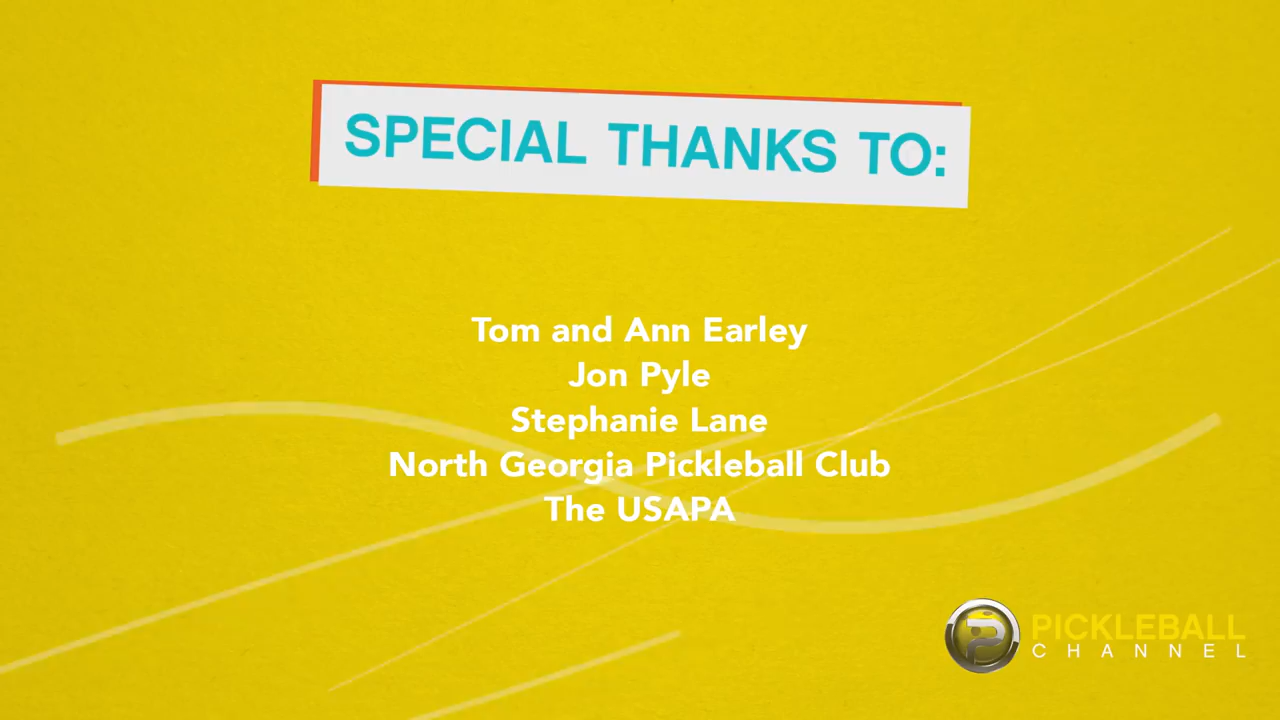 SPECIAL THANKS TO:
Tom and Ann Earley
Jon Pyle
Stephanie Lane
North Georgia Pickleball Club
The USAPA
PICKLEBALL
CHANNEL